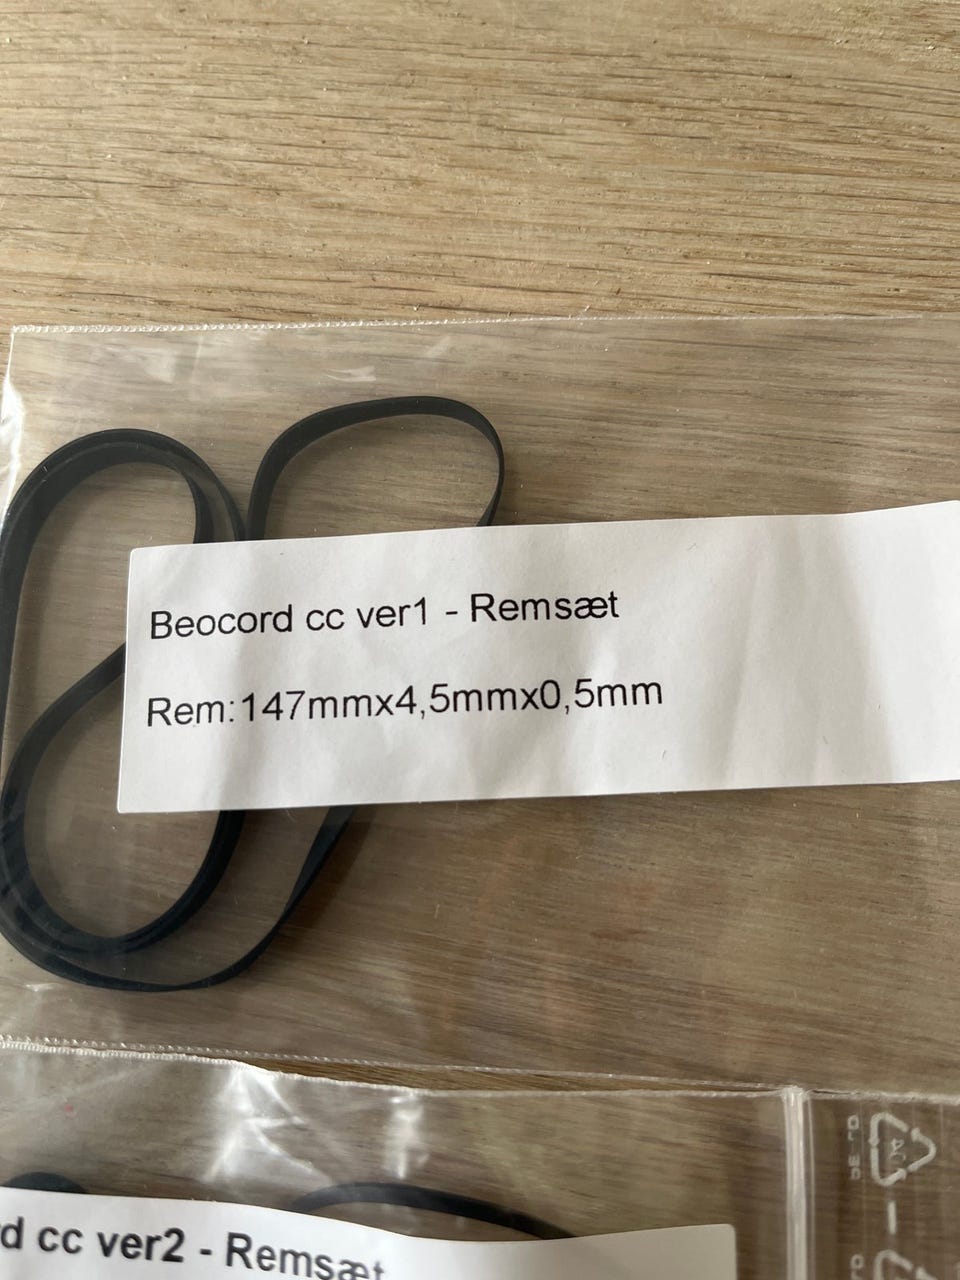 Beocord cc ver1 - Remsæt
Rem:147mmx4,5mmx0,5mm
cc ver2 - Remsæt